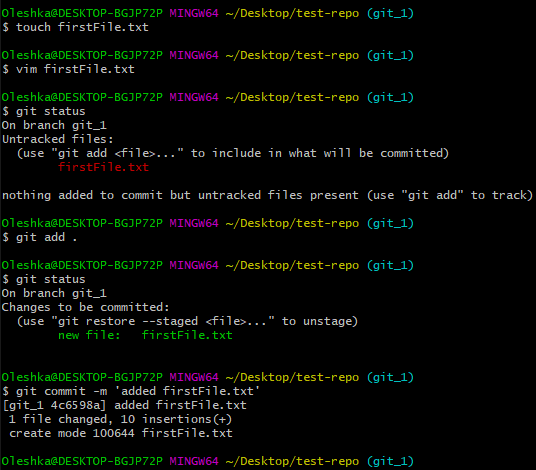 Oleshka@DESKTOP-BGJP72P MINGW64 ~/Desktop/test-repo (git_1)
$ touch firstFile.txt
Oleshka@DESKTOP-BGJP72P MINGW64 ~/Desktop/test-repo (git_1)
$ vim firstFile.txt
Oleshka@DESKTOP-BGJP72P MINGW64 ~/Desktop/test-repo (git_1)
$ git status
On branch git_1
Untracked files:
  (use "git add <file>..." to include in what will be committed)
        firstFile.txt
nothing added to commit but untracked files present (use "git add" to track)
Oleshka@DESKTOP-BGJP72P MINGW64 ~/Desktop/test-repo (git_1)
$ git add .
Oleshka@DESKTOP-BGJP72P MINGW64 ~/Desktop/test-repo (git_1)
$ git status
On branch git_1
Changes to be committed:
  (use "git restore --staged <file>..." to unstage)
        new file:   firstFile.txt
Oleshka@DESKTOP-BGJP72P MINGW64 ~/Desktop/test-repo (git_1)
$ git commit -m 'added firstFile.txt'
[git_1 4c6598a] added firstFile.txt
 1 file changed, 10 insertions(+)
 create mode 100644 firstFile.txt
Oleshka@DESKTOP-BGJP72P MINGW64 ~/Desktop/test-repo (git_1)